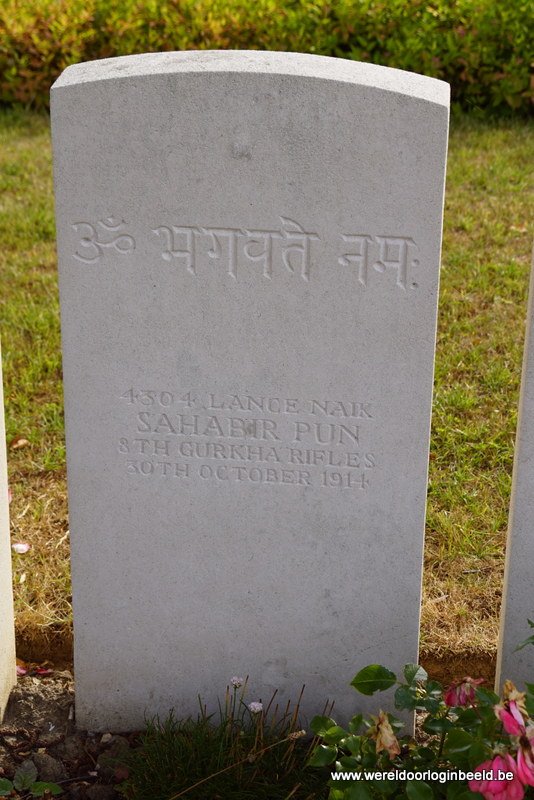 ॐ भगवते नमः
4304 LANCE NAIK
SAHABIR PUN
8TH GURKHA RIFLES
30TH OCTOBER 1914
www.wereldoorloginbeeld.be